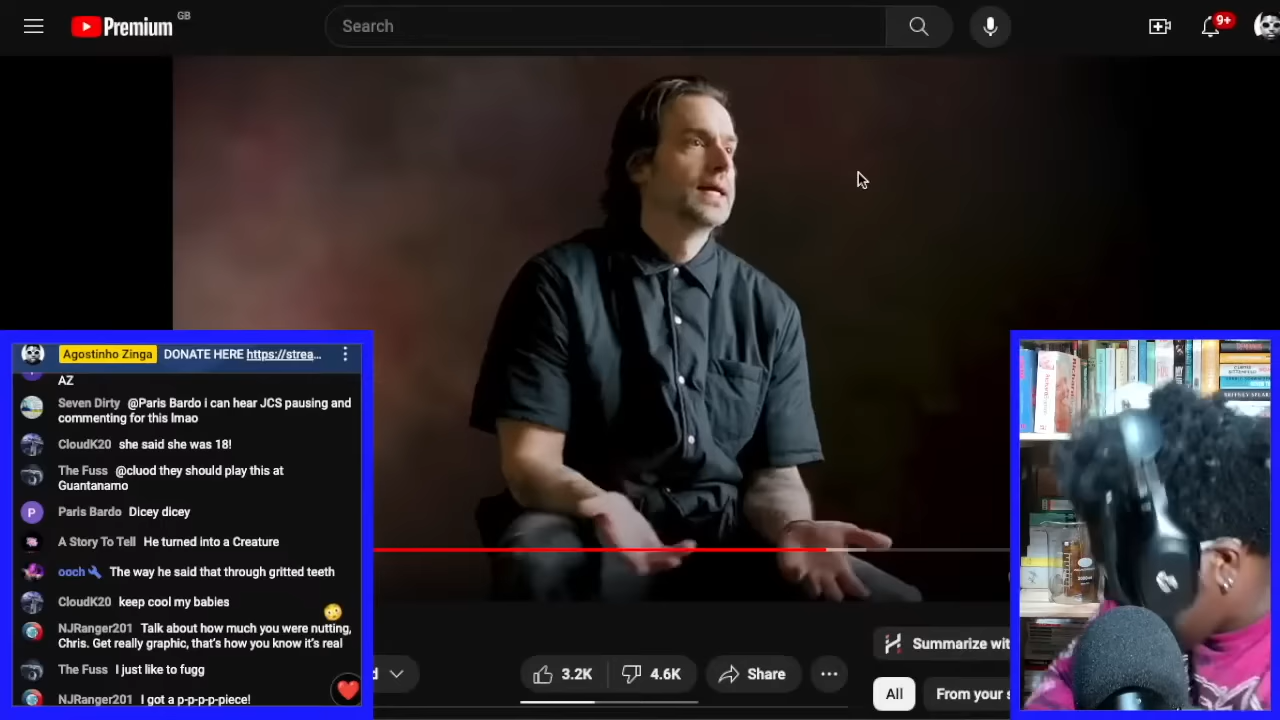 Premium GB
Search
9+
Agostinho Zinga DONATE HERE https://strea...
AZ
Seven Dirty @Paris Bardo i can hear JCS pausing and
commenting for this lmao
CloudK20 she said she was 18!
The Fuss @cluod they should play this at
Guantanamo
P Paris Bardo Dicey dicey
A Story To Tell He turned into a Creature
ooch The way he said that through gritted teeth
CloudK20 keep cool my babies
NJRanger201 Talk about how much you were nutting,
Chris. Get really graphic, that's how you know it's real
The Fuss I just like to fugg
NJRanger201 I got a p-p-p-p-piece!
d
3.2K
4.6K
Share
Summarize wit
All
From your s
BRITNEY SPEAR